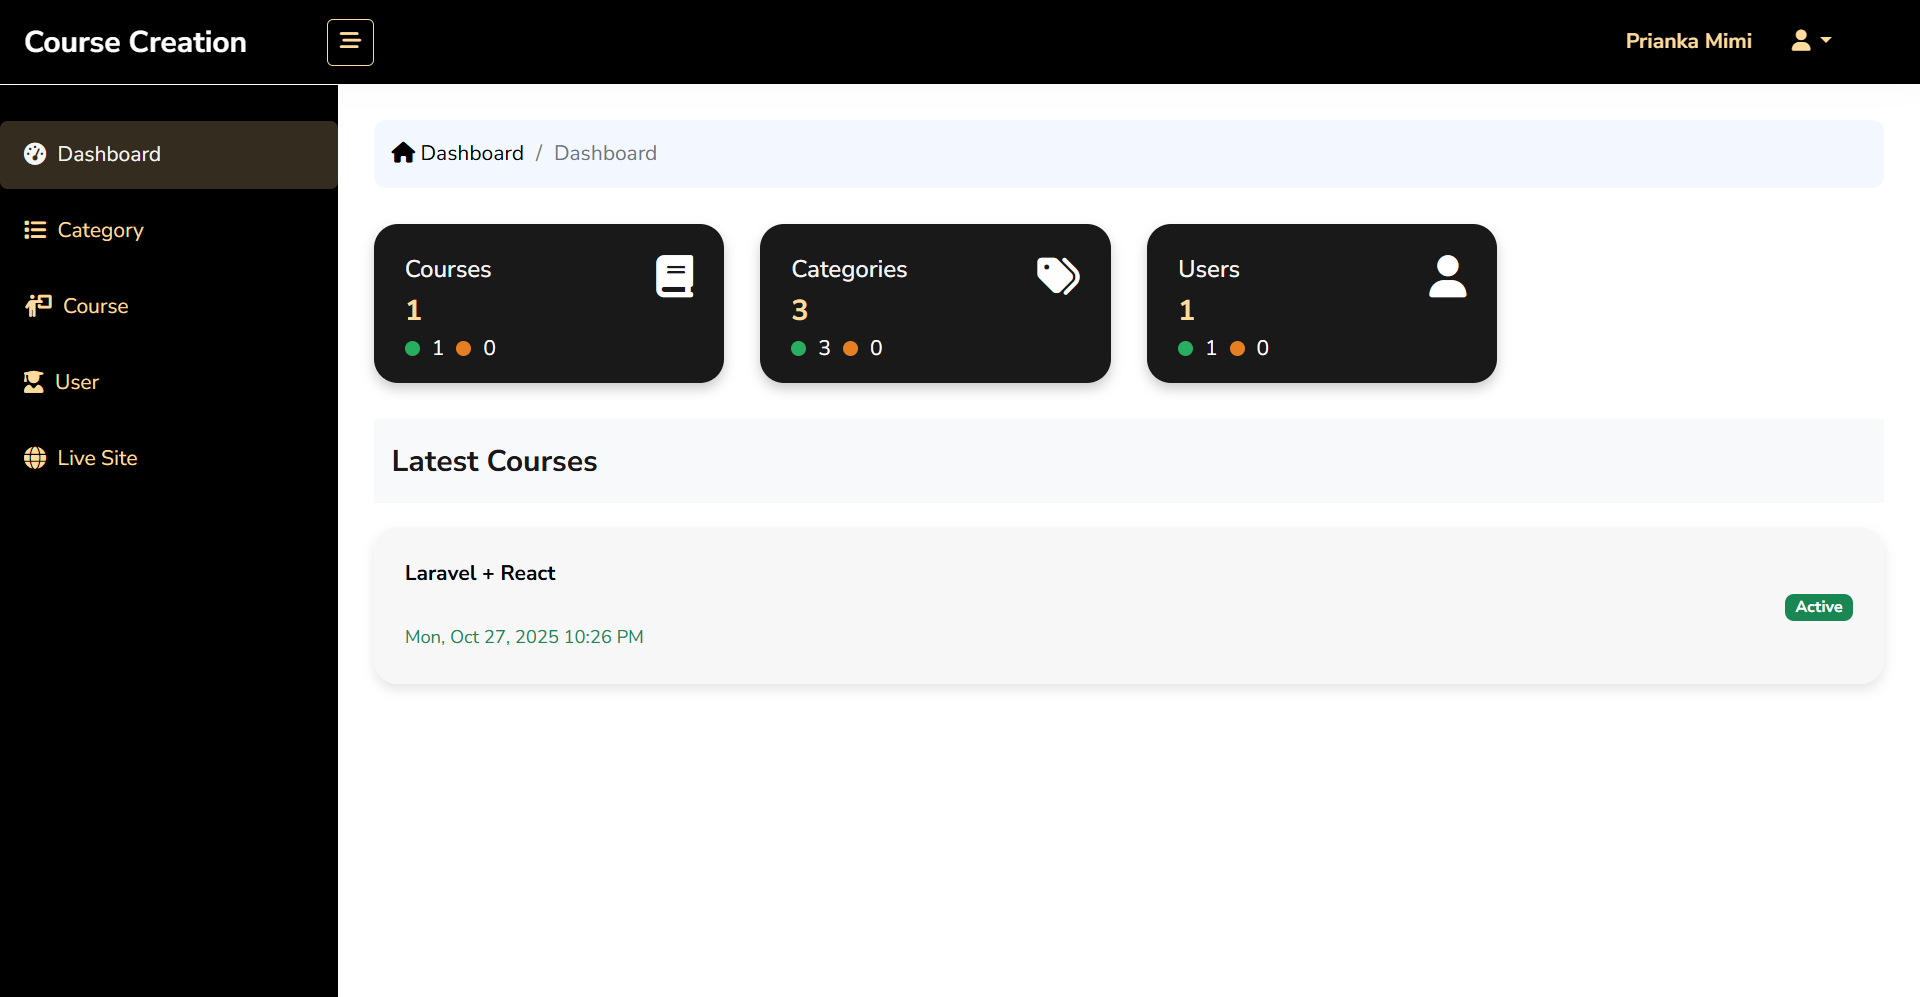 Course Creation
Prianka Mimi
Dashboard
Category
Course
User
Live Site
Dashboard / Dashboard
Courses
1
1 0
Categories
3
3 0
Users
1
1 0
Latest Courses
Laravel + React
Active
Mon, Oct 27, 2025 10:26 PM